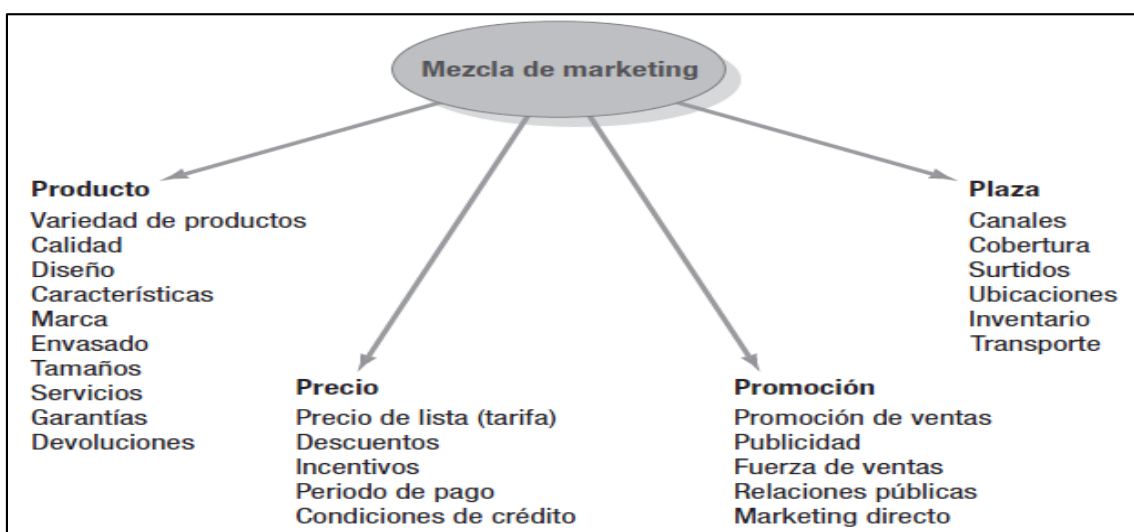 Mezcla de marketing
Producto
Variedad de productos
Calidad
Diseño
Características
Marca
Envasado
Tamaños
Servicios
Garantías
Devoluciones
Precio
Precio de lista (tarifa)
Descuentos
Incentivos
Periodo de pago
Condiciones de crédito
Promoción
Promoción de ventas
Publicidad
Fuerza de ventas
Relaciones públicas
Marketing directo
Plaza
Canales
Cobertura
Surtidos
Ubicaciones
Inventario
Transporte